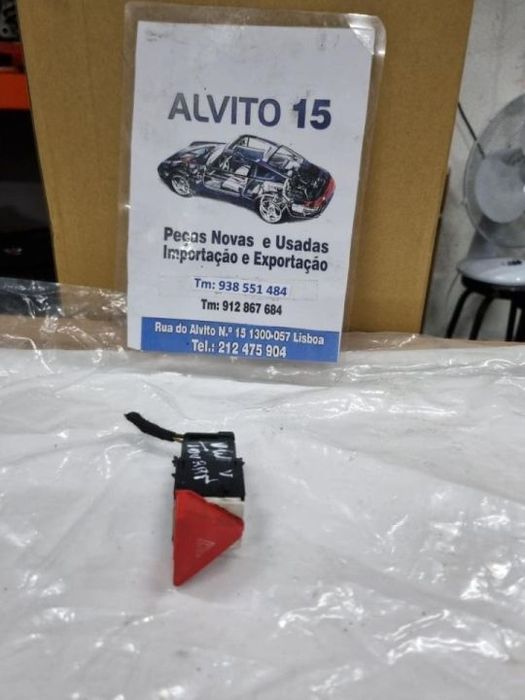 ALVITO 15
Peças Novas e Usadas
Importação e Exportação
Tm: 938 551 484
Tm: 912 867 684
Rua do Alvito N.º 15 1300-057 Lisboa
Tel.: 212 475 904
VW
TOURAN